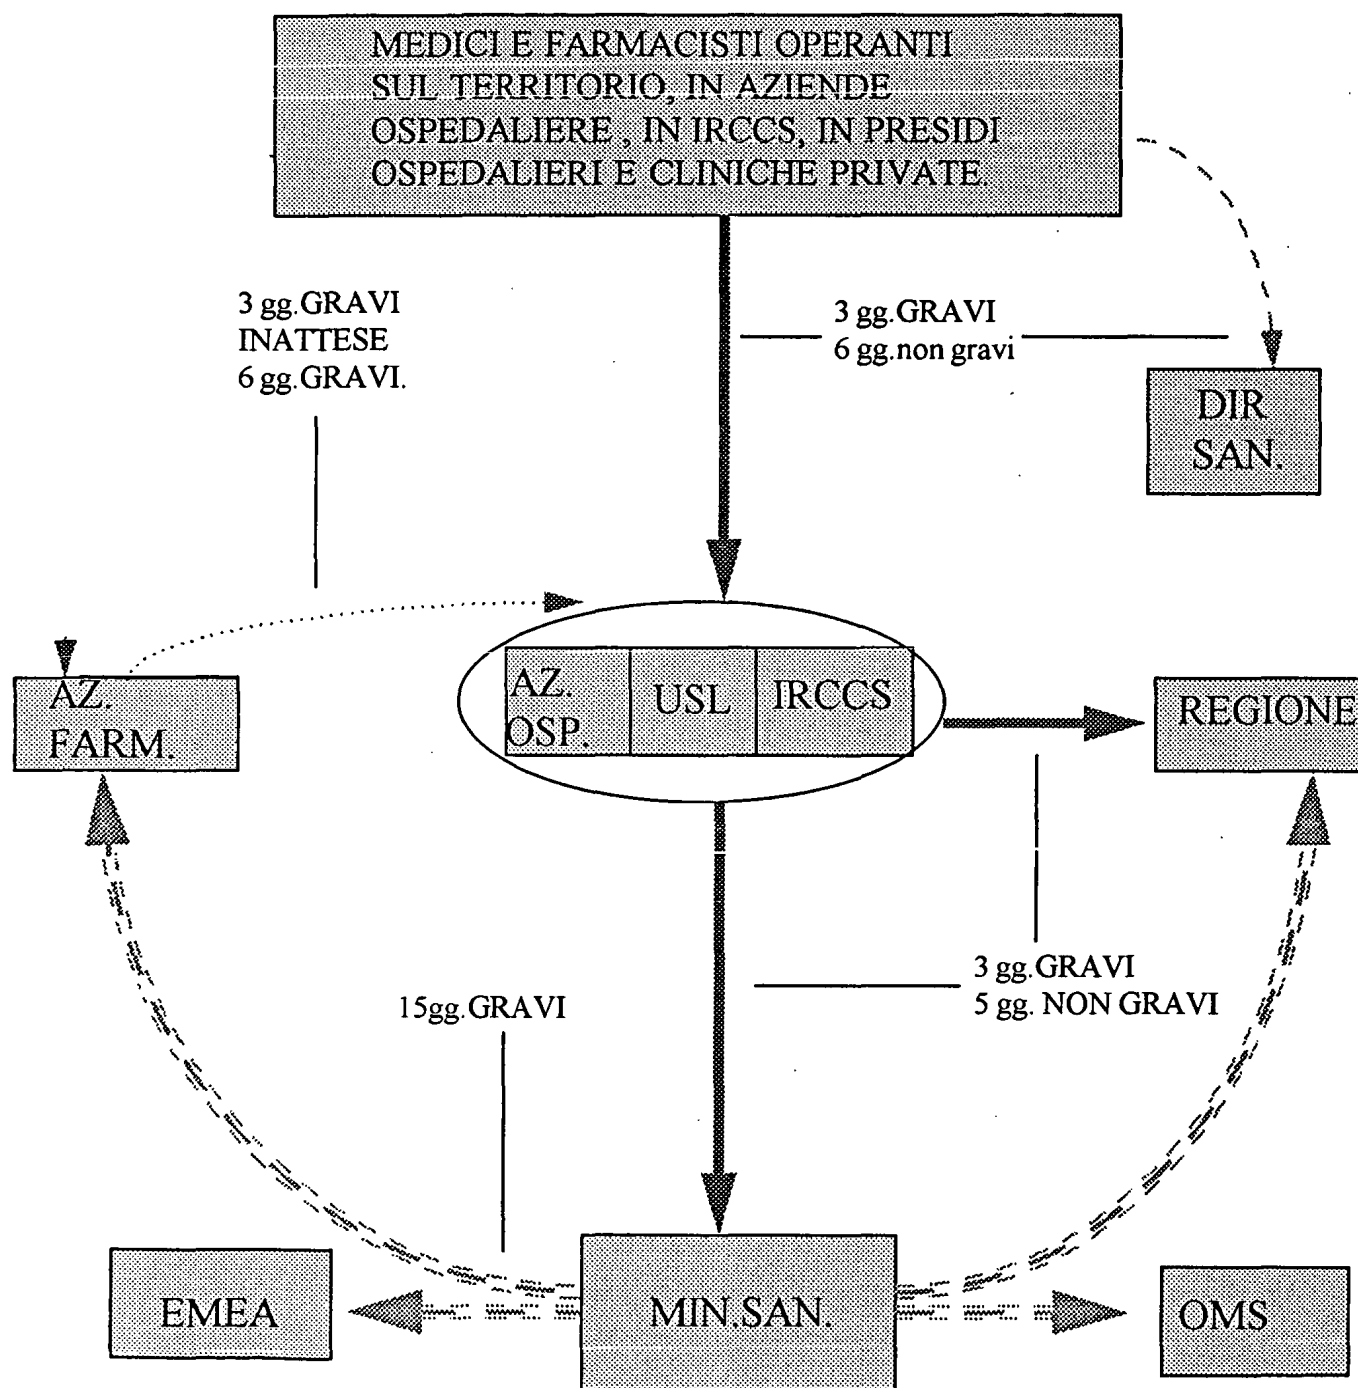 MEDICI E FARMACISTI OPERANTI
SUL TERRITORIO, IN AZIENDE
OSPEDALIERE , IN IRCCS, IN PRESIDI
OSPEDALIERI E CLINICHE PRIVATE.
3 gg.GRAVI
INATTESE
6 gg.GRAVI.
3 gg.GRAVI
6 gg.non gravi
DIR
SAN.
AZ.
FARM.
AZ.
OSP.
USL
IRCCS
REGIONE
3 gg.GRAVI
5 gg. NON GRAVI
15gg.GRAVI
EMEA
MIN.SAN.
OMS